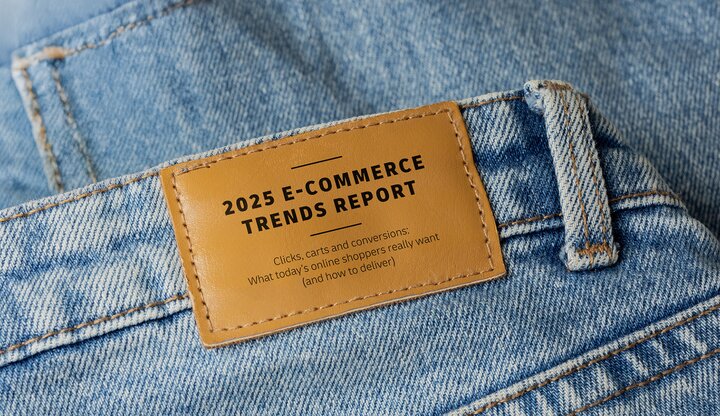 2025 E-COMMERCE
TRENDS REPORT
Clicks, carts and conversions:
What today's online shoppers really want
(and how to deliver)